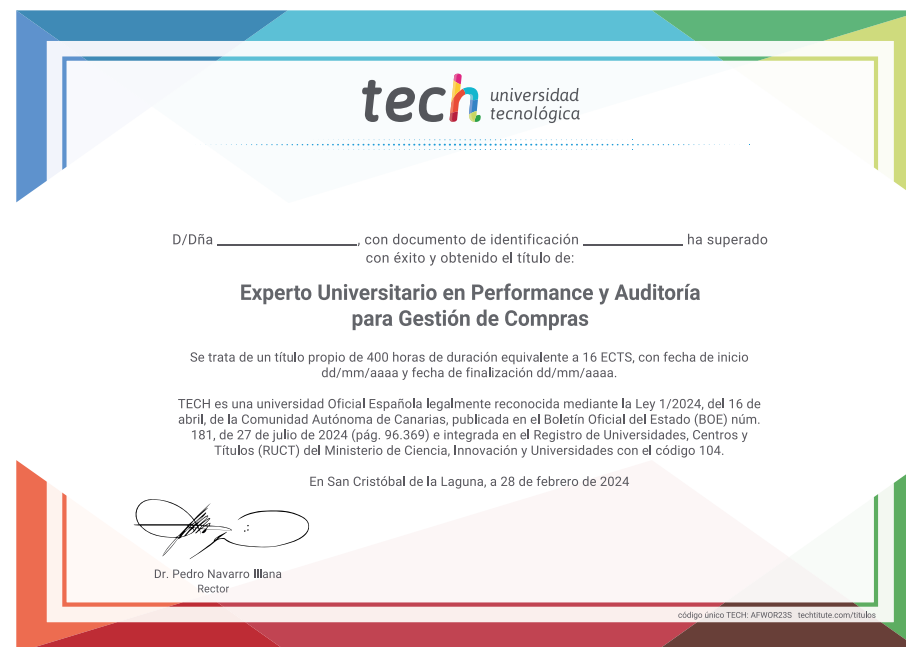 tech universidad
tecnológica
D/Dña ____________________, con documento de identificación ______________ ha superado
con éxito y obtenido el título de:
Experto Universitario en Performance y Auditoría
para Gestión de Compras
Se trata de un título propio de 400 horas de duración equivalente a 16 ECTS, con fecha de inicio
dd/mm/aaaa y fecha de finalización dd/mm/aaaa.
TECH es una universidad Oficial Española legalmente reconocida mediante la Ley 1/2024, del 16 de
abril, de la Comunidad Autónoma de Canarias, publicada en el Boletín Oficial del Estado (BOE) núm.
181, de 27 de julio de 2024 (pág. 96.369) e integrada en el Registro de Universidades, Centros y
Títulos (RUCT) del Ministerio de Ciencia, Innovación y Universidades con el código 104.
En San Cristóbal de la Laguna, a 28 de febrero de 2024
Dr. Pedro Navarro Illana
Rector
código único TECH: AFWOR23S techtitute.com/titulos